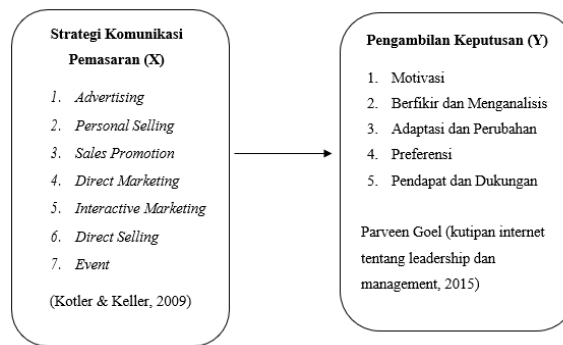 Strategi Komunikasi
Pemasaran (X)
1. Advertising
2. Personal Selling
3. Sales Promotion
4. Direct Marketing
5. Interactive Marketing
6. Direct Selling
7. Event
(Kotler & Keller, 2009)
Pengambilan Keputusan (Y)
1. Motivasi
2. Berfikir dan Menganalisis
3. Adaptasi dan Perubahan
4. Preferensi
5. Pendapat dan Dukungan
Parveen Goel (kutipan internet
tentang leadership dan
management, 2015)